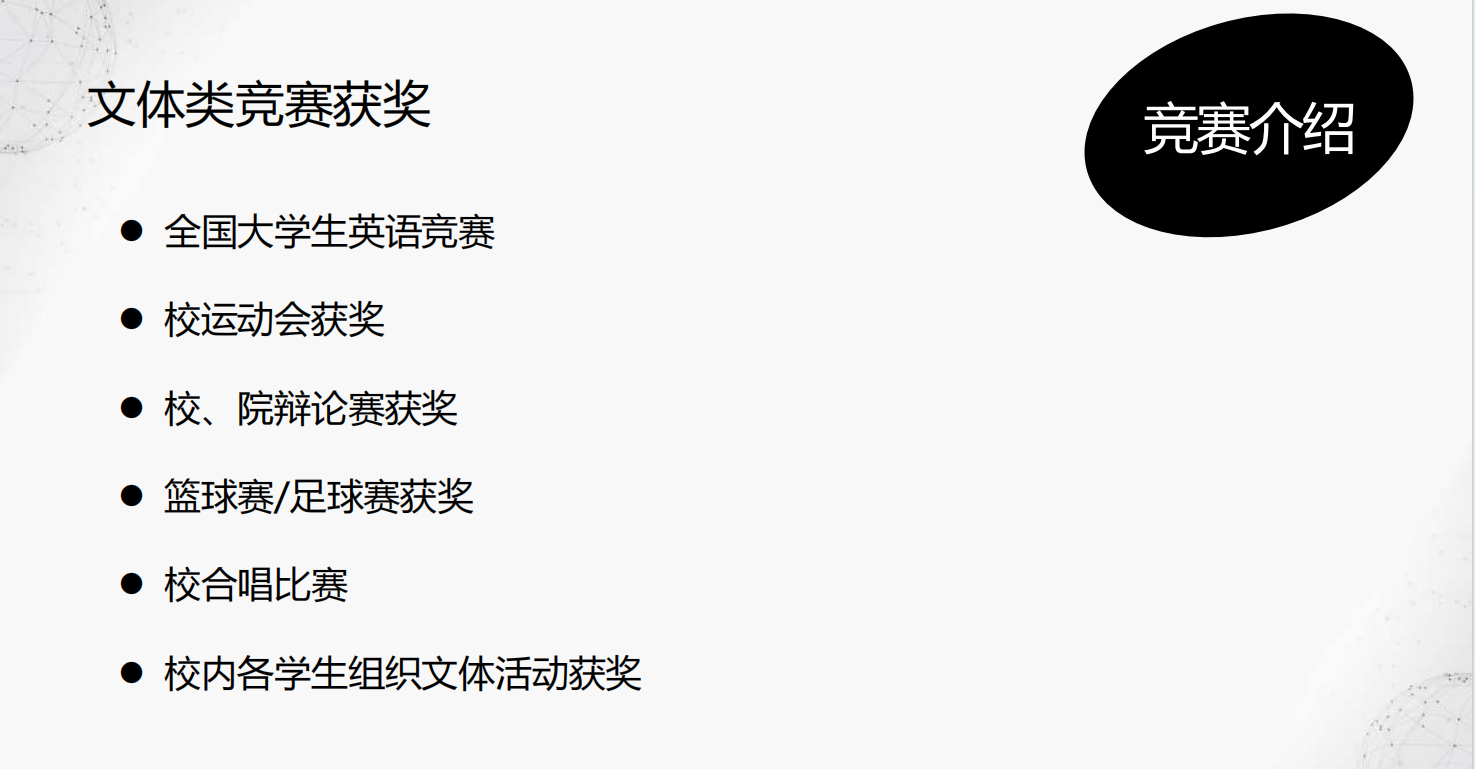 文体类竞赛获奖
竞赛介绍
● 全国大学生英语竞赛
● 校运动会获奖
● 校、院辩论赛获奖
● 篮球赛/足球赛获奖
● 校合唱比赛
● 校内各学生组织文体活动获奖